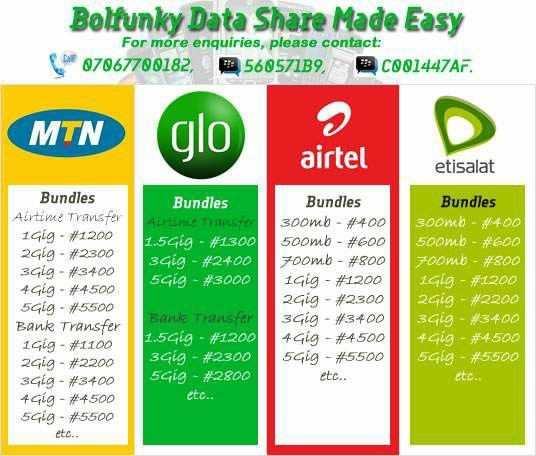 Bolfunky Data Share Made Easy
For more enquiries, please contact:
Call! 07067700182, 560571B9, C001447AF.
MTN
Bundles
Airtime Transfer
1Gig - #1200
2Gig - #2300
3Gig - #3400
4Gig - #4500
5Gig - #5500
Bank Transfer
1Gig - #1100
2Gig - #2200
3Gig - #3400
4Gig - #4500
5Gig - #5500
etc..
glo
Bundles
Airtime Transfer
1.5Gig - #1300
3Gig - #2400
5Gig - #3000
Bank Transfer
1.5Gig - #1200
3Gig - #2300
5Gig - #2800
etc..
airtel
Bundles
300mb - #400
500mb - #600
700mb - #800
1Gig - #1200
2Gig - #2300
3Gig - #3400
4Gig - #4500
5Gig - #5500
etc..
etisalat
Bundles
300mb - #400
500mb - #600
700mb - #800
1Gig - #1200
2Gig - #2200
3Gig - #3400
4Gig - #4500
5Gig - #5500
etc..